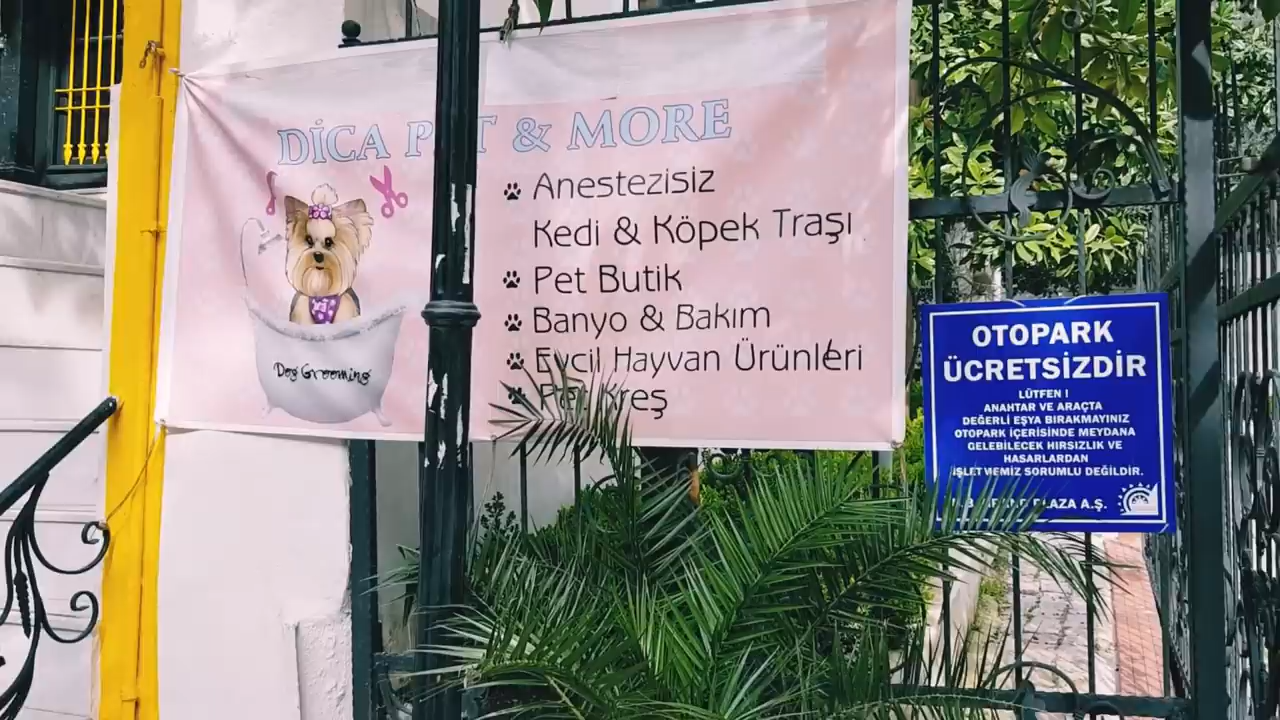 DİCA PET & MORE
Anestezisiz
Kedi & Köpek Traşı
Pet Butik
Banyo & Bakım
Evcil Hayvan Ürünleri
Pet Kreş
Dog Grooming
OTOPARK
ÜCRETSİZDİR
LÜTFEN !
ANAHTAR VE ARAÇTA
DEĞERLİ EŞYA BIRAKMAYINIZ
OTOPARK İÇERİSİNDE MEYDANA
GELEBİLECEK HIRSIZLIK VE
HASARLARDAN
İŞLETMEMİZ SORUMLU DEĞİLDİR.
PLAZA A.Ş.